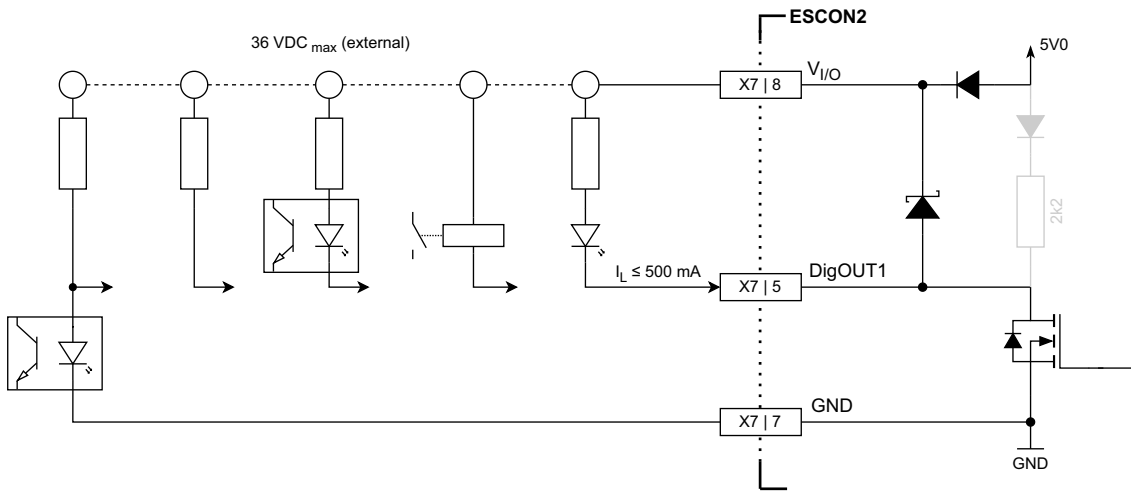 ESCON2
36 VDC max (external)
5V0
X7 | 8
VI/O
2k2
IL ≤ 500 mA
X7 | 5
DigOUT1
X7 | 7
GND
GND